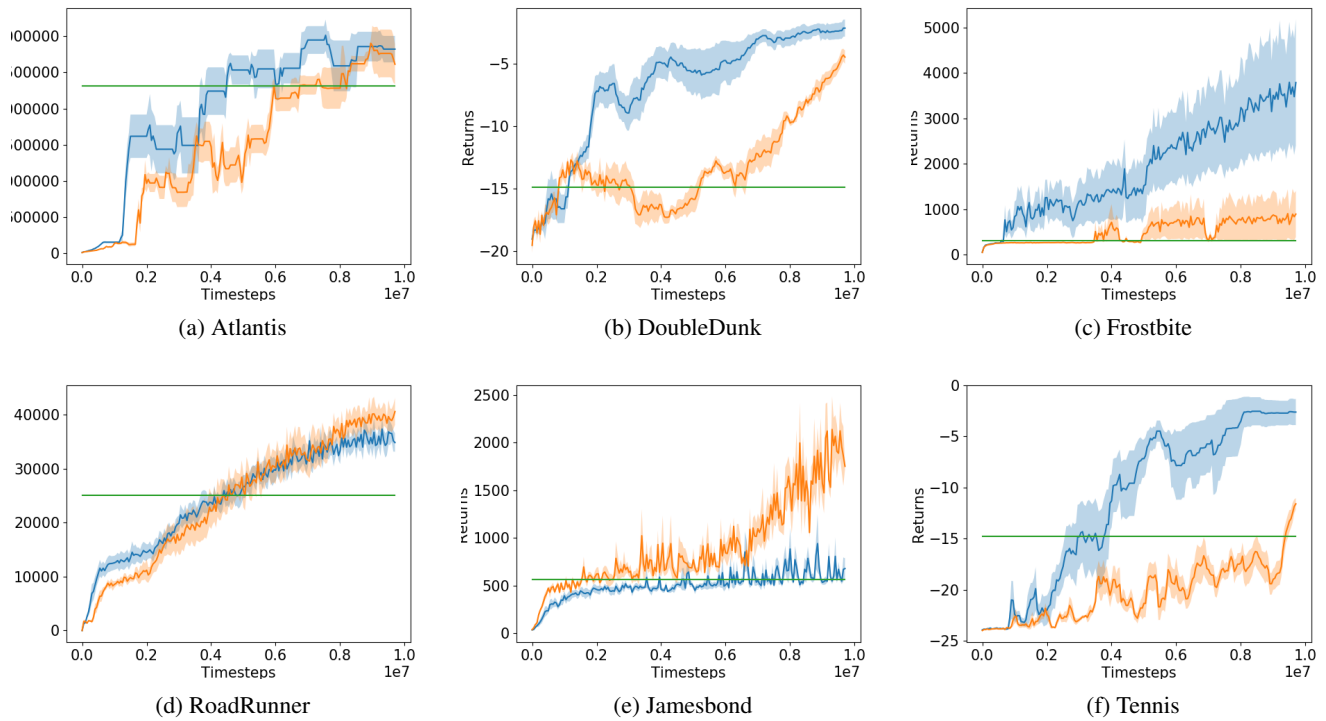 000000
500000
000000
500000
000000
500000
0
0.0 0.2 0.4 0.6 0.8 1.0
Timesteps 1e7
(a) Atlantis
Returns
−5
−10
−15
−20
0.0 0.2 0.4 0.6 0.8 1.0
Timesteps 1e7
(b) DoubleDunk
5000
4000
3000
2000
1000
0
0.0 0.2 0.4 0.6 0.8 1.0
Timesteps 1e7
(c) Frostbite
40000
30000
20000
10000
0
0.0 0.2 0.4 0.6 0.8 1.0
Timesteps 1e7
(d) RoadRunner
2500
2000
1500
1000
500
0
0.0 0.2 0.4 0.6 0.8 1.0
Timesteps 1e7
(e) Jamesbond
Returns
0
−5
−10
−15
−20
−25
0.0 0.2 0.4 0.6 0.8 1.0
Timesteps 1e7
(f) Tennis